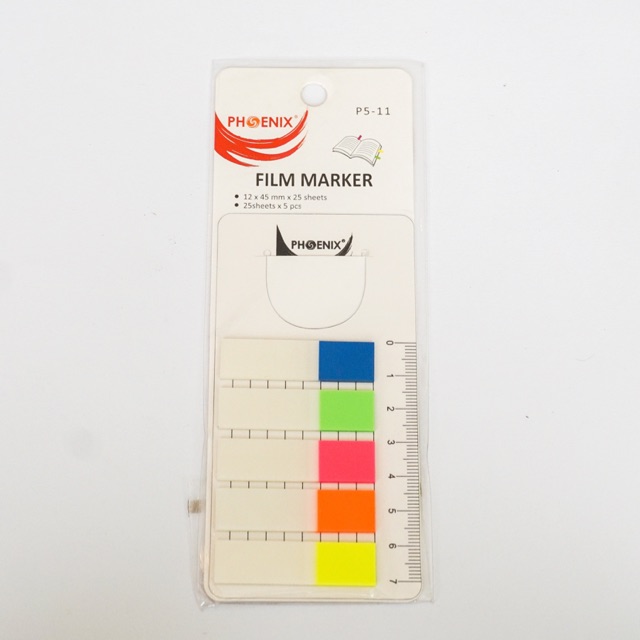 PHOENIX®
P5-11
FILM MARKER
• 12 x 45 mm x 25 sheets
• 25sheets x 5 pcs
PHOENIX®
0
1
2
3
4
5
6
7